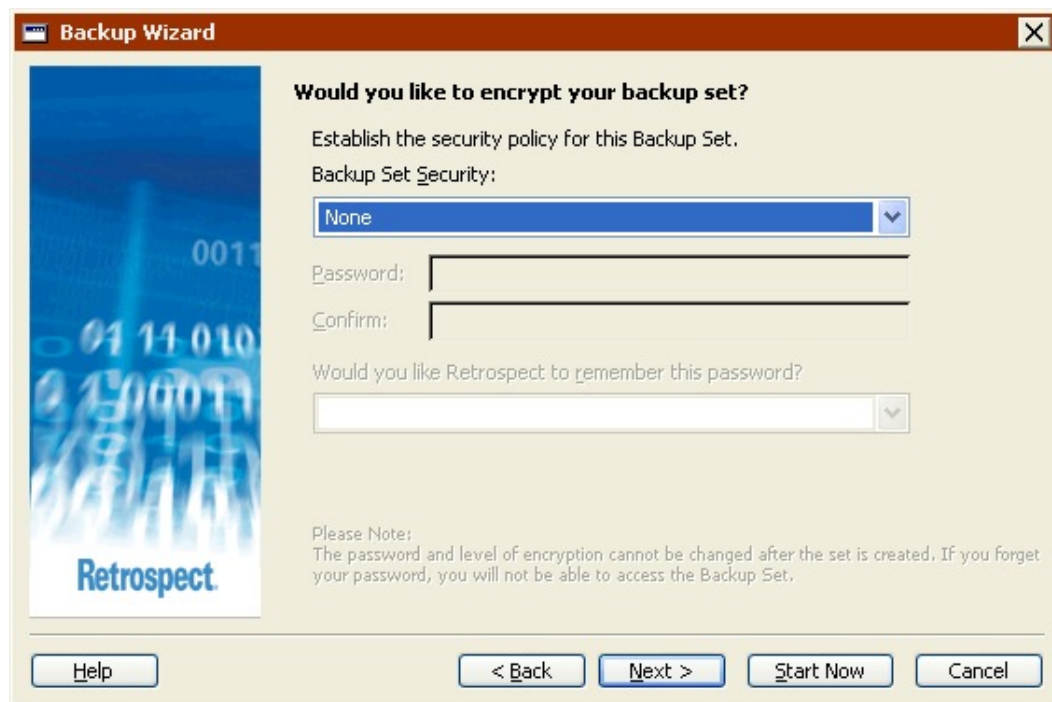 Backup Wizard
Would you like to encrypt your backup set?
Establish the security policy for this Backup Set.
Backup Set Security:
None
Password:
Confirm:
Would you like Retrospect to remember this password?
0011
01 11 010
Retrospect.
Please Note:
The password and level of encryption cannot be changed after the set is created. If you forget
your password, you will not be able to access the Backup Set.
Help
< Back
Next >
Start Now
Cancel